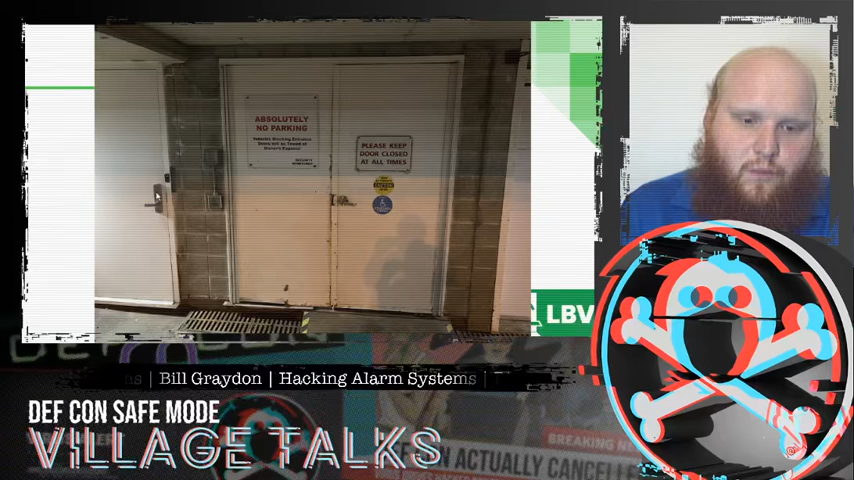 ABSOLUTELY
NO PARKING
PLEASE KEEP
DOOR CLOSED
AT ALL TIMES
LBV
| Bill Graydon | Hacking Alarm Systems |
DEF CON SAFE MODE
VILLAGE TALKS
BREAKING NE
CON ACTUALLY CANCELLE